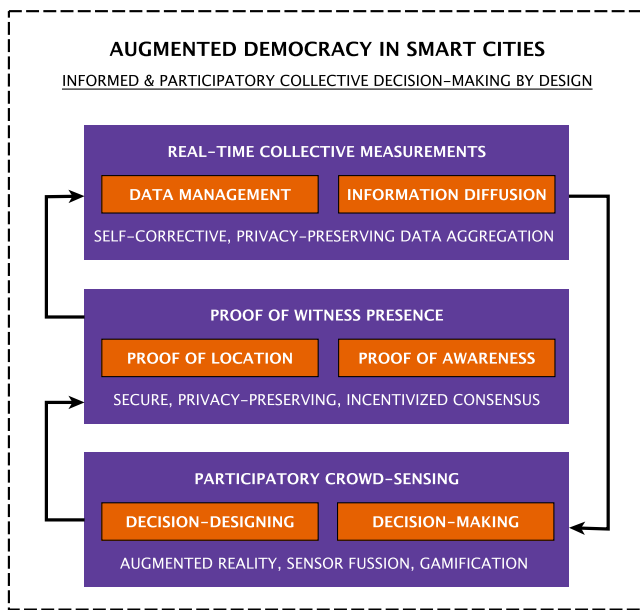 AUGMENTED DEMOCRACY IN SMART CITIES
INFORMED & PARTICIPATORY COLLECTIVE DECISION-MAKING BY DESIGN
REAL-TIME COLLECTIVE MEASUREMENTS
DATA MANAGEMENT
INFORMATION DIFFUSION
SELF-CORRECTIVE, PRIVACY-PRESERVING DATA AGGREGATION
PROOF OF WITNESS PRESENCE
PROOF OF LOCATION
PROOF OF AWARENESS
SECURE, PRIVACY-PRESERVING, INCENTIVIZED CONSENSUS
PARTICIPATORY CROWD-SENSING
DECISION-DESIGNING
DECISION-MAKING
AUGMENTED REALITY, SENSOR FUSSION, GAMIFICATION